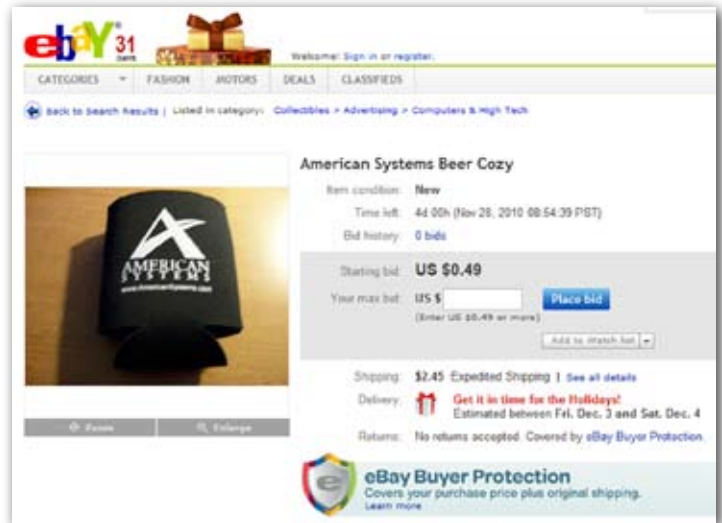 ebay 31
Welcome! Sign in or register.
CATEGORIES FASHION MOTORS DEALS CLASSIFIEDS
Back to Search Results | Listed in category: Collectibles > Advertising > Computers & High Tech
American Systems Beer Cozy
Item condition: New
Time left: 4d 00h (Nov 28, 2010 08:54:39 PST)
Bid history: 0 bids
Starting bid: US $0.49
Your max bid: US $
Place bid
(Enter US $0.49 or more)
Add to Watch list
Shipping: $2.45 Expedited Shipping | See all details
Delivery: Get it in time for the Holidays!
Estimated between Fri. Dec. 3 and Sat. Dec. 4
Returns: No returns accepted. Covered by eBay Buyer Protection.
AMERICAN
SYSTEMS
www.AmericanSystems.com
Enlarge
eBay Buyer Protection
Covers your purchase price plus original shipping.
Learn more